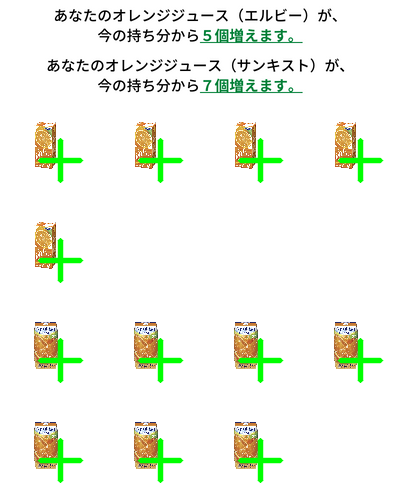 あなたのオレンジジュース（エルビー）が、
今の持ち分から５個増えます。
あなたのオレンジジュース（サンキスト）が、
今の持ち分から７個増えます。